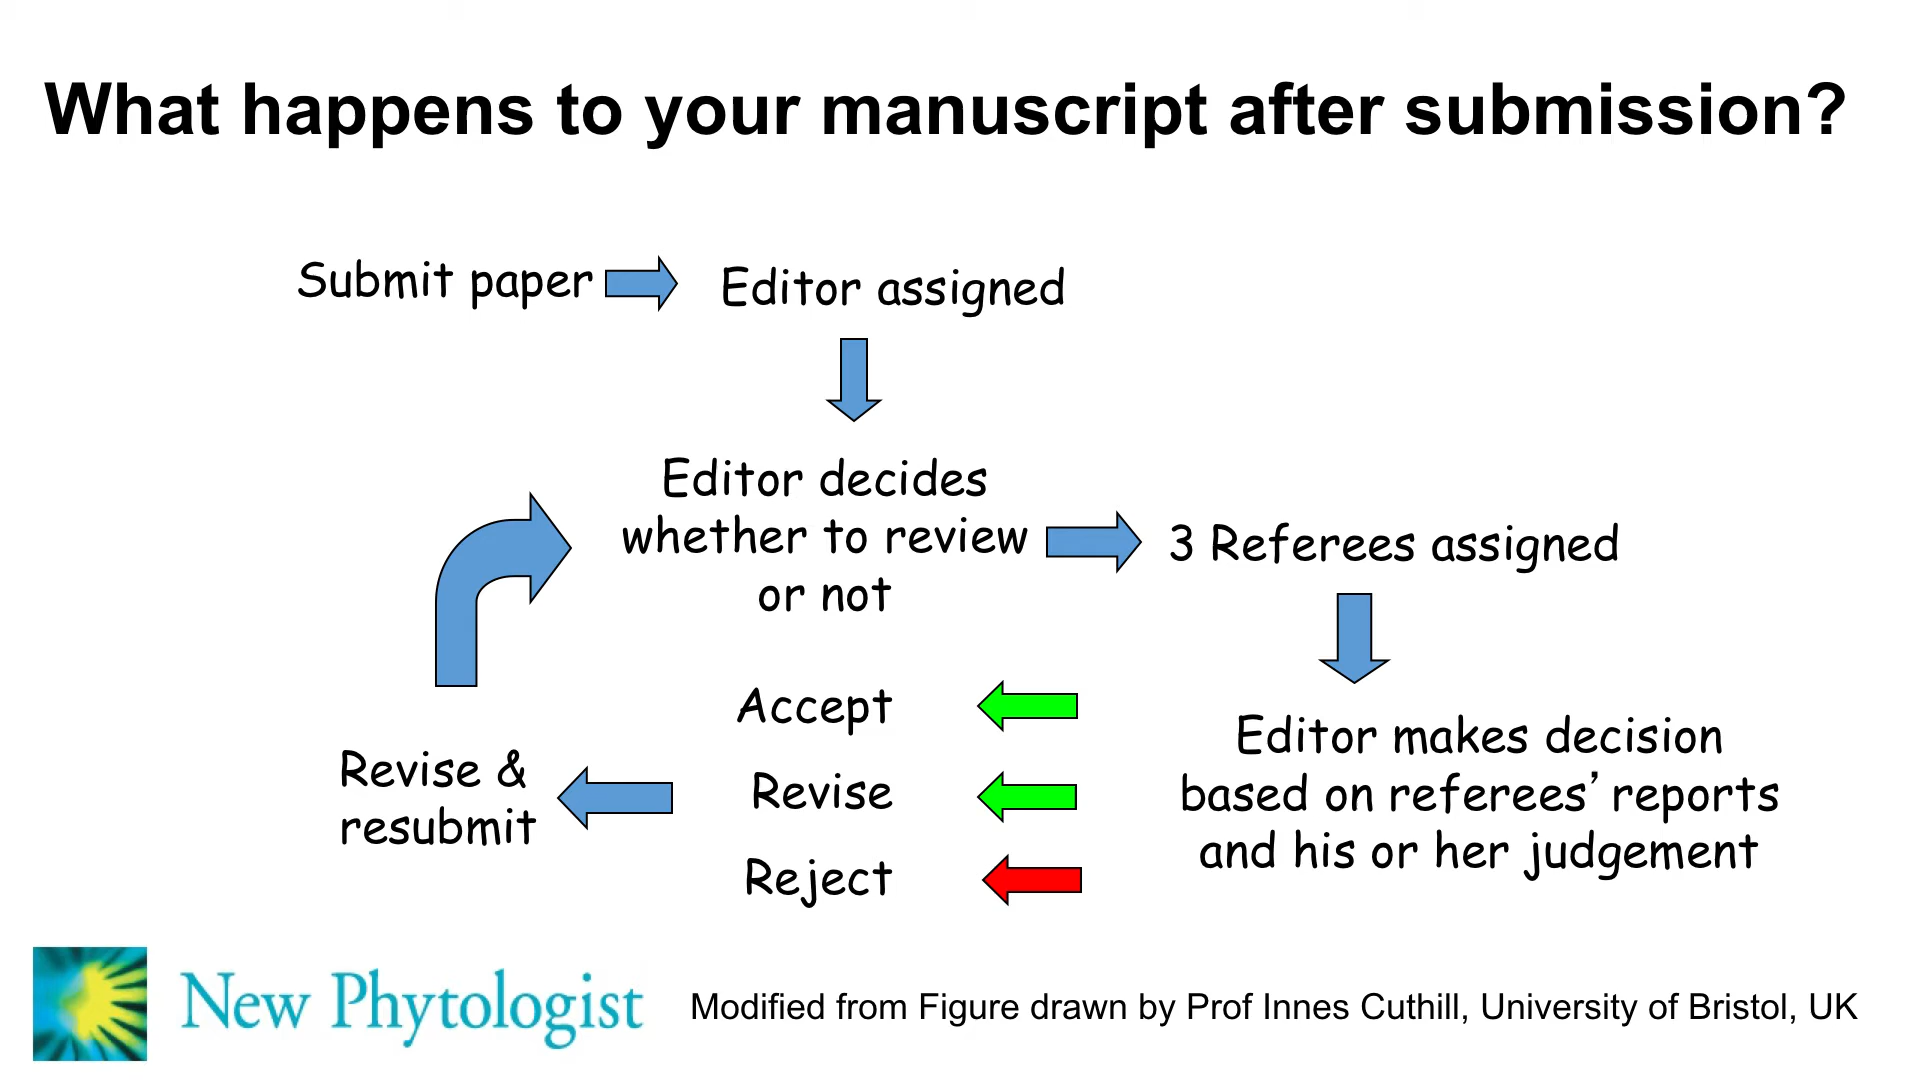 What happens to your manuscript after submission?
Submit paper
Editor assigned
Editor decides
whether to review
or not
3 Referees assigned
Editor makes decision
based on referees’ reports
and his or her judgement
Accept
Revise
Reject
Revise &
resubmit
New Phytologist
Modified from Figure drawn by Prof Innes Cuthill, University of Bristol, UK